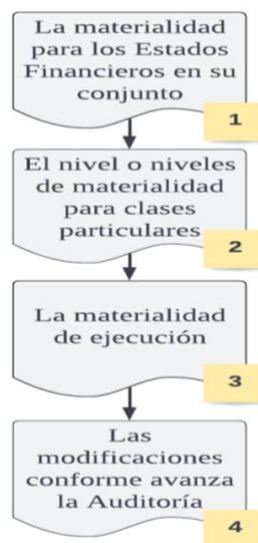 La materialidad
para los Estados
Financieros en su
conjunto
1
El nivel o niveles
de materialidad
para clases
particulares
2
La materialidad
de ejecución
3
Las
modificaciones
conforme avanza
la Auditoría
4